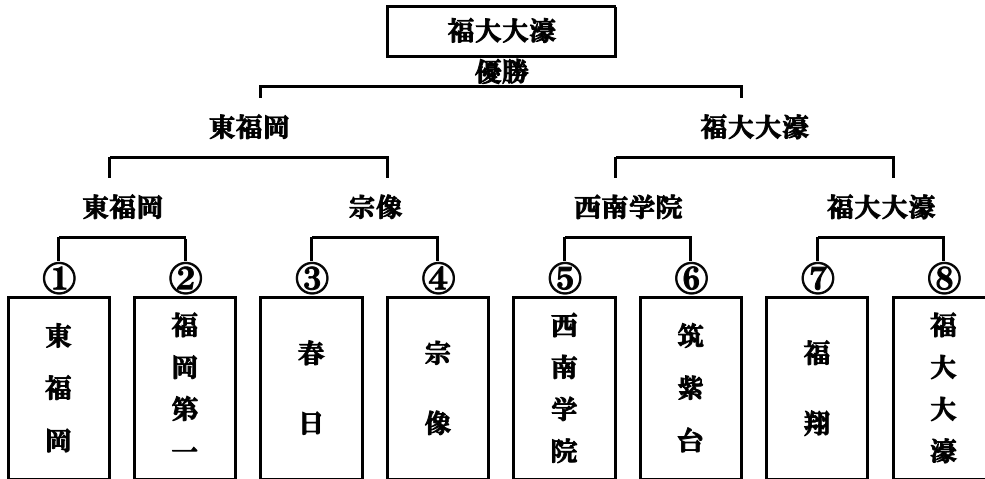 福大大濠
優勝
東福岡
福大大濠
東福岡
宗像
西南学院
福大大濠
①
②
③
④
⑤
⑥
⑦
⑧
東福岡
福岡第一
春日
宗像
西南学院
筑紫台
福翔
福大大濠